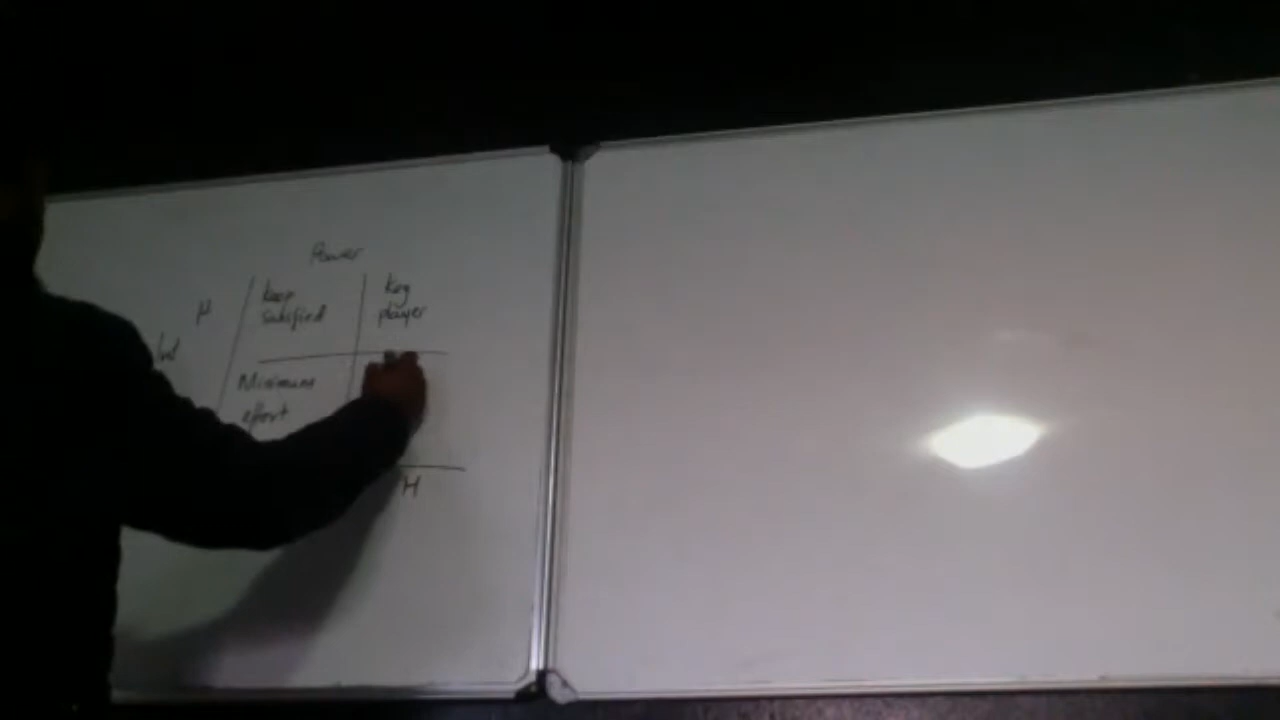 Power
H
keep
satisfied
key
player
Minimum
effort
H